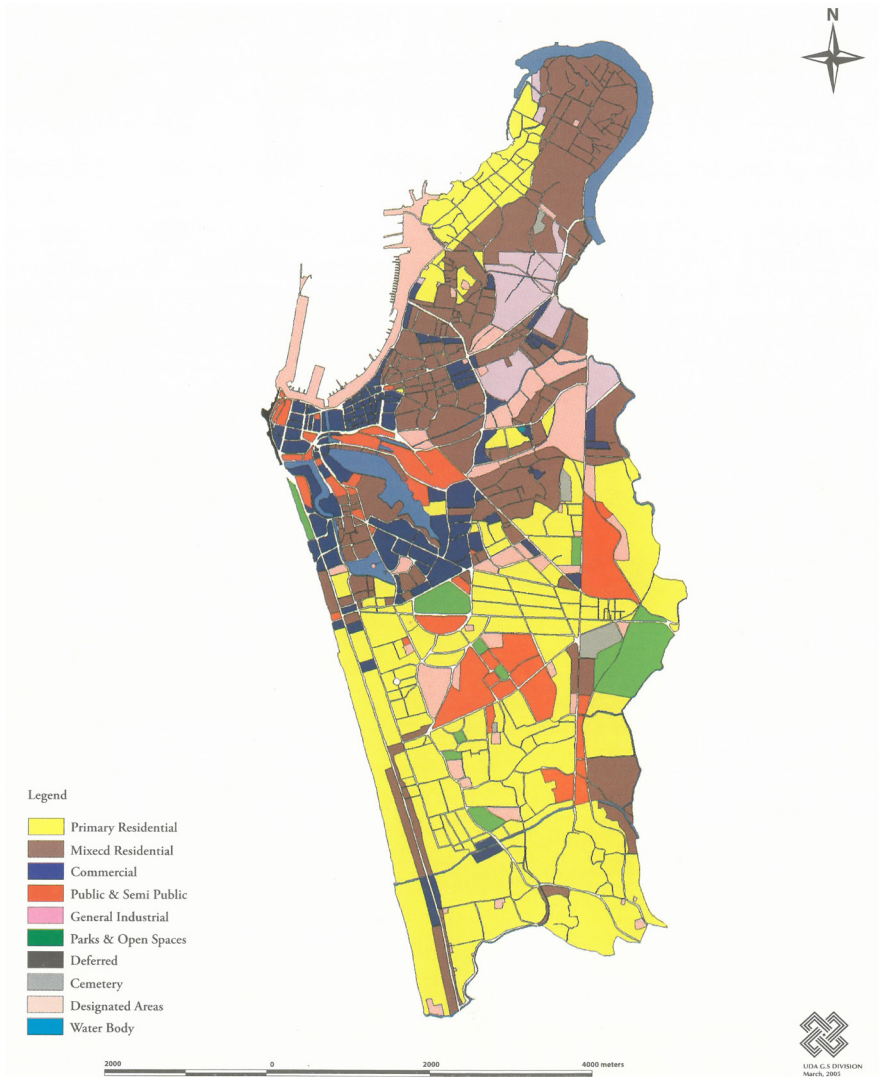 N
Legend
Primary Residential
Mixecd Residential
Commercial
Public & Semi Public
General Industrial
Parks & Open Spaces
Deferred
Cemetery
Designated Areas
Water Body
2000 0 2000 4000 meters
UDA G.S DIVISION
March, 2005